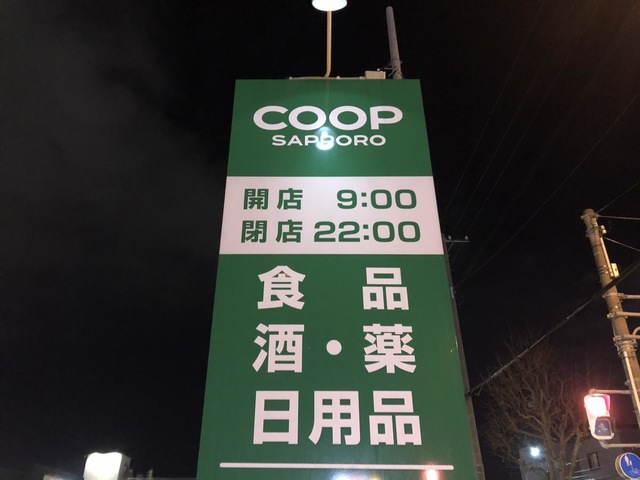 COOP
SAPPORO
開店 9:00
閉店 22:00
食品
酒・薬
日用品